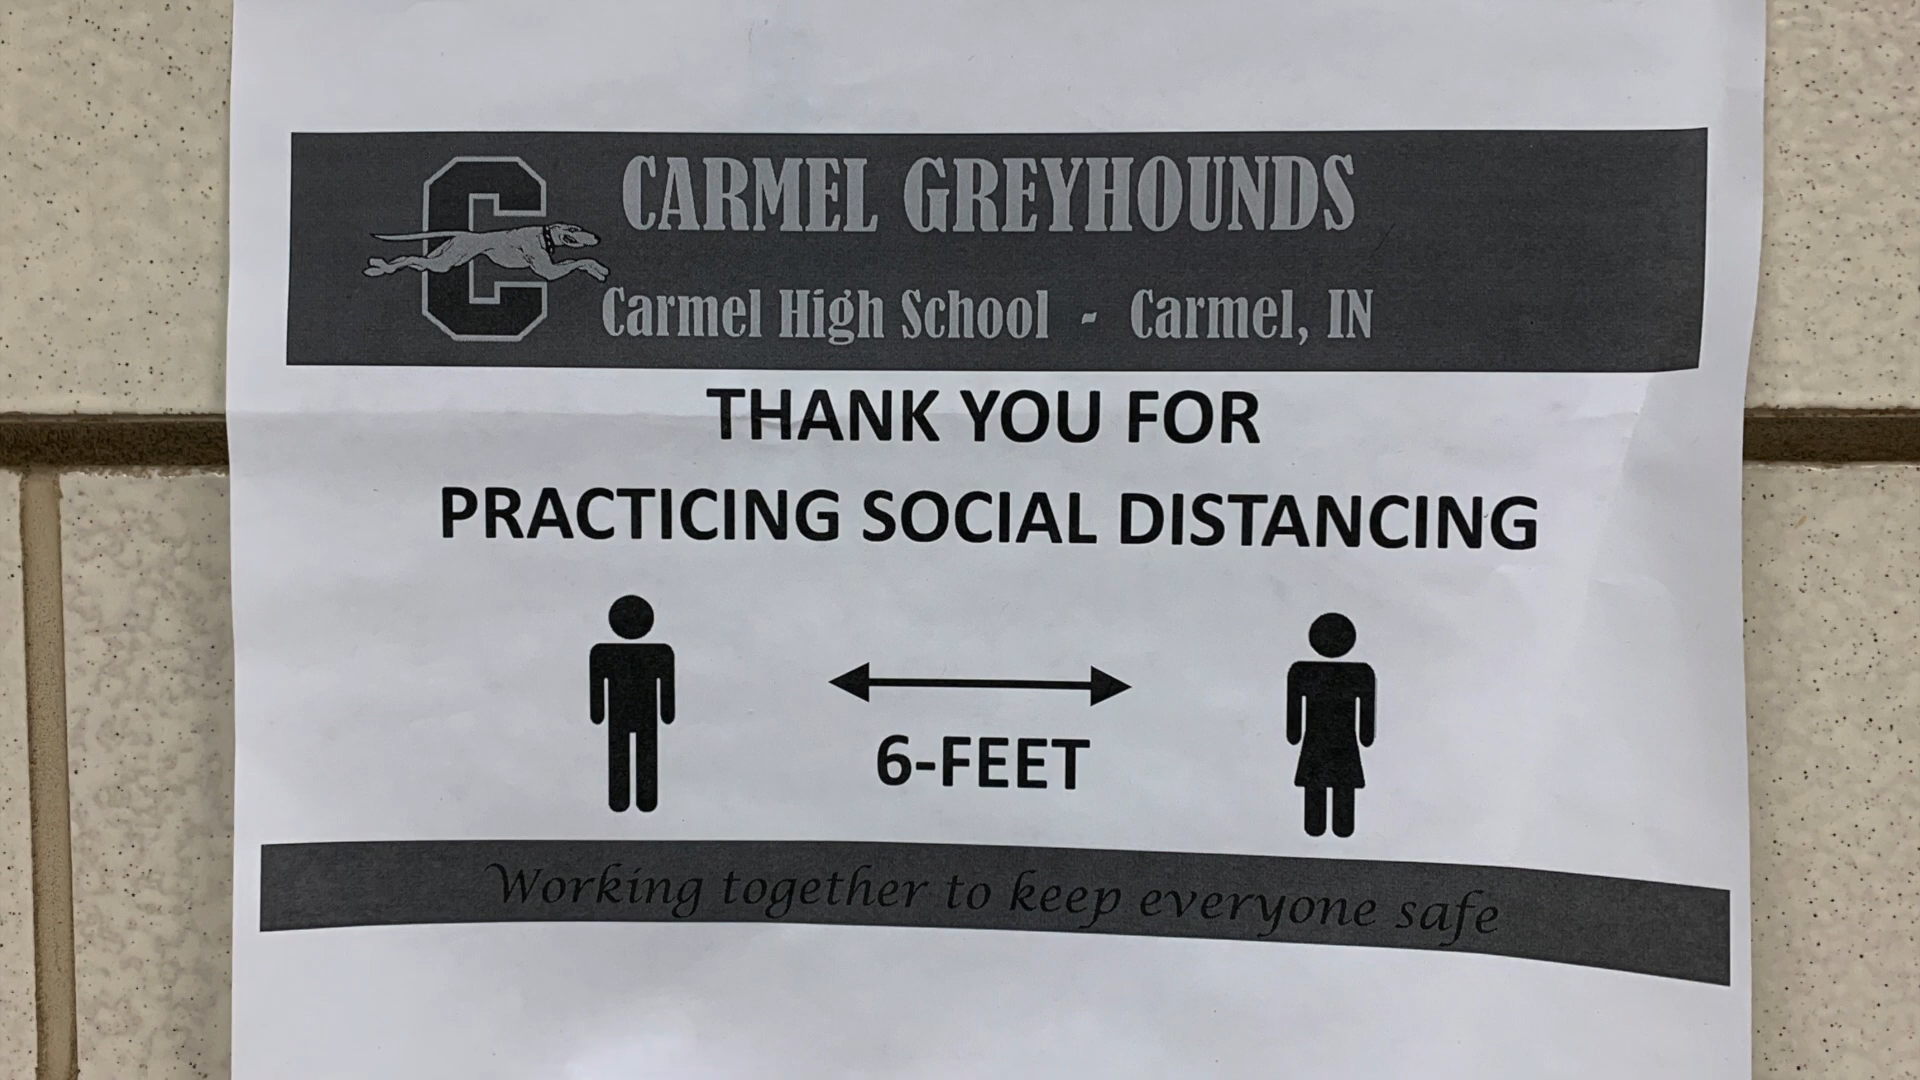 CARMEL GREYHOUNDS
Carmel High School - Carmel, IN
THANK YOU FOR
PRACTICING SOCIAL DISTANCING
6-FEET
Working together to keep everyone safe